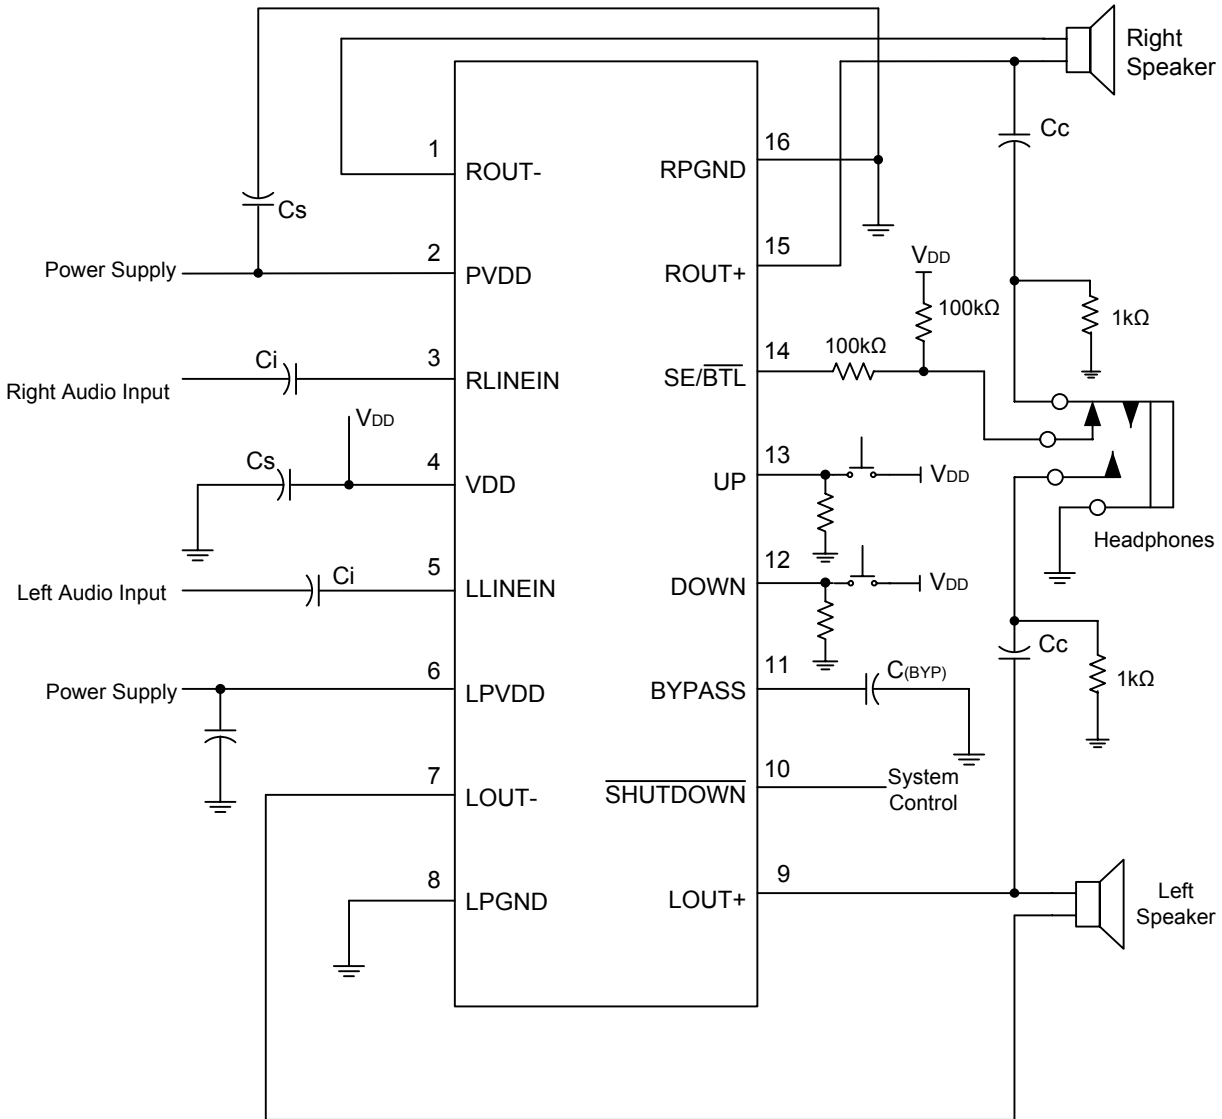 Right
Speaker
Cc
1
ROUT-
16
RPGND
Cs
15
ROUT+
Power Supply
2
PVDD
VDD
100kΩ
1kΩ
Right Audio Input
Ci
3
RLINEIN
14
SE/BTL
100kΩ
VDD
Cs
4
VDD
13
UP
VDD
Headphones
Left Audio Input
Ci
5
LLINEIN
12
DOWN
VDD
Power Supply
6
LPVDD
11
BYPASS
C(BYP)
Cc
1kΩ
7
LOUT-
10
SHUTDOWN
System
Control
8
LPGND
9
LOUT+
Left
Speaker